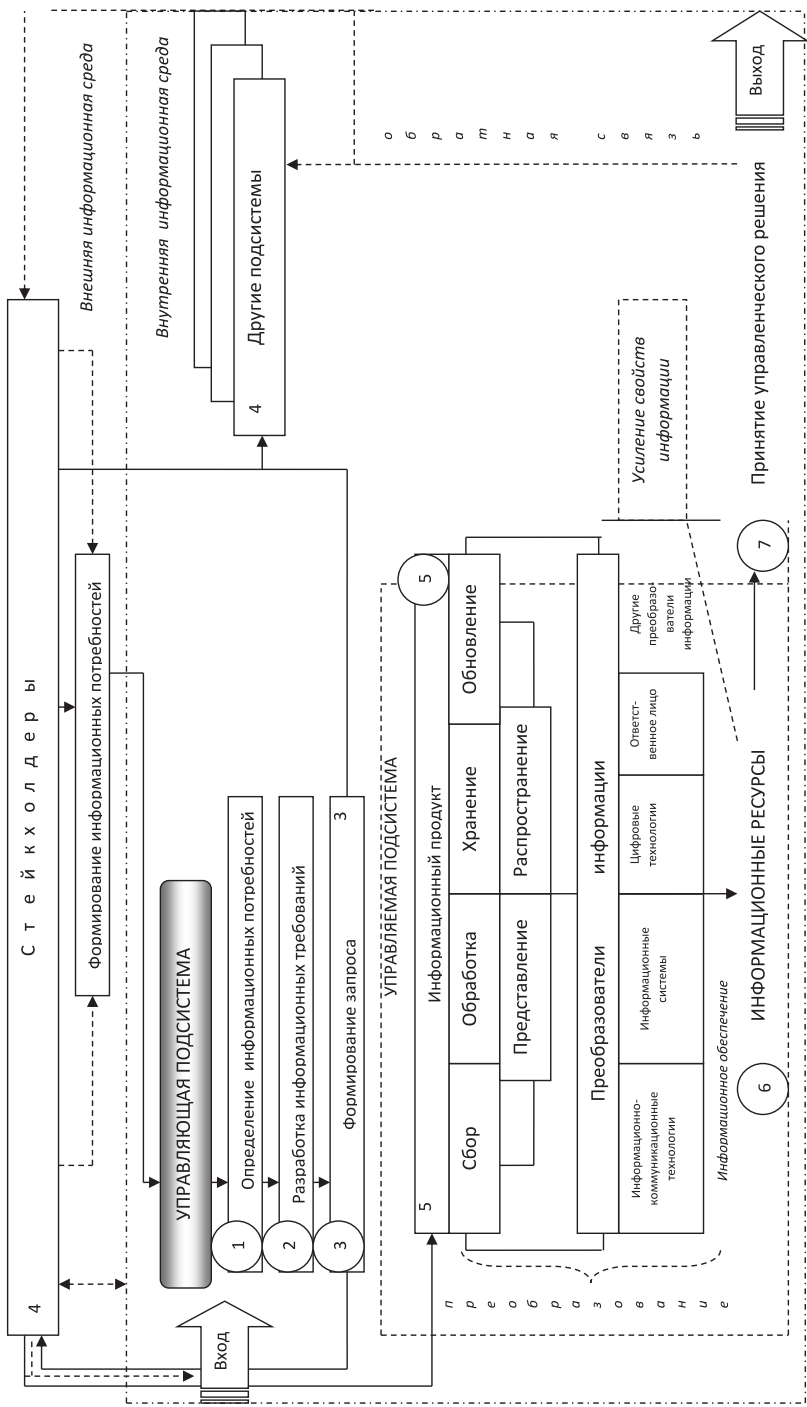 С т е й к х о л д е р ы
4
Внешняя информационная среда
Формирование информационных потребностей
Внутренняя информационная среда
Вход
УПРАВЛЯЮЩАЯ ПОДСИСТЕМА
1
Определение информационных потребностей
2
Разработка информационных требований
3
Формирование запроса
3
4
Другие подсистемы
УПРАВЛЯЕМАЯ ПОДСИСТЕМА
5
Информационный продукт
5
Сбор
Обработка
Хранение
Обновление
Представление
Распространение
Преобразователи информации
Информационно-
коммуникационные
технологии
Информационные
системы
Цифровые
технологии
Ответст-
венное лицо
Другие
преобразо-
ватели
информации
п р е о б р а з о в а н и е
Информационное обеспечение
Усиление свойств
информации
о б р а т н а я с в я з ь
6
ИНФОРМАЦИОННЫЕ РЕСУРСЫ
7
Принятие управленческого решения
Выход